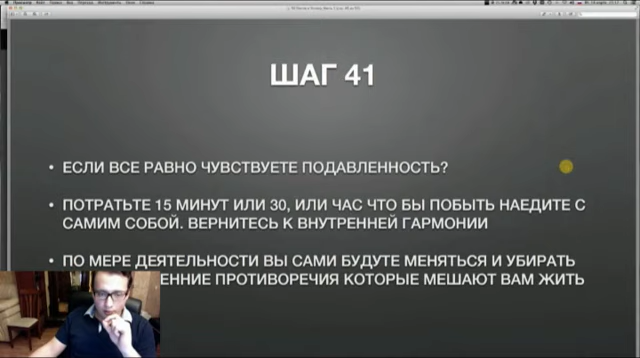 ШАГ 41
• ЕСЛИ ВСЕ РАВНО ЧУВСТВУЕТЕ ПОДАВЛЕННОСТЬ?
• ПОТРАТЬТЕ 15 МИНУТ ИЛИ 30, ИЛИ ЧАС ЧТО БЫ ПОБЫТЬ НАЕДИТЕ С
САМИМ СОБОЙ. ВЕРНИТЕСЬ К ВНУТРЕННЕЙ ГАРМОНИИ
• ПО МЕРЕ ДЕЯТЕЛЬНОСТИ ВЫ САМИ БУДУТЕ МЕНЯТЬСЯ И УБИРАТЬ
ЕННИЕ ПРОТИВОРЕЧИЯ КОТОРЫЕ МЕШАЮТ ВАМ ЖИТЬ